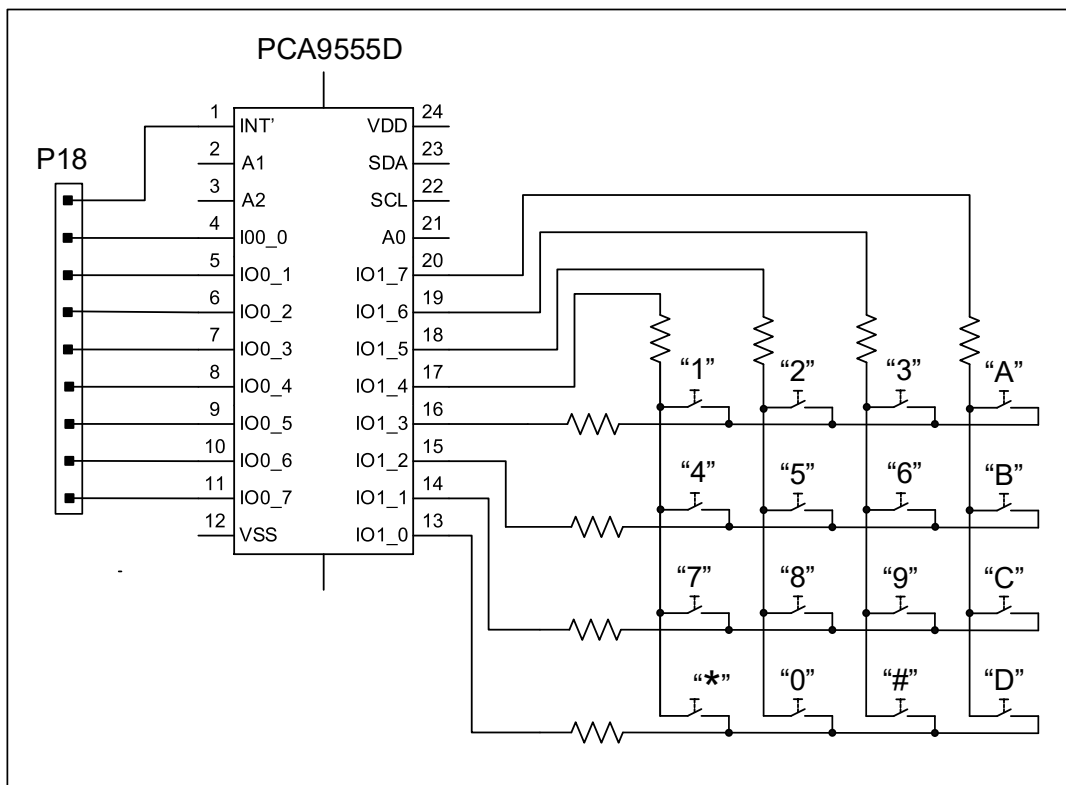 PCA9555D
P18
1 INT’ VDD 24
2 A1 SDA 23
3 A2 SCL 22
4 I00_0 A0 21
5 IO0_1 IO1_7 20
6 IO0_2 IO1_6 19
7 IO0_3 IO1_5 18
8 IO0_4 IO1_4 17
9 IO0_5 IO1_3 16
10 IO0_6 IO1_2 15
11 IO0_7 IO1_1 14
12 VSS IO1_0 13
“1” “2” “3” “A”
“4” “5” “6” “B”
“7” “8” “9” “C”
“*” “0” “#” “D”
-